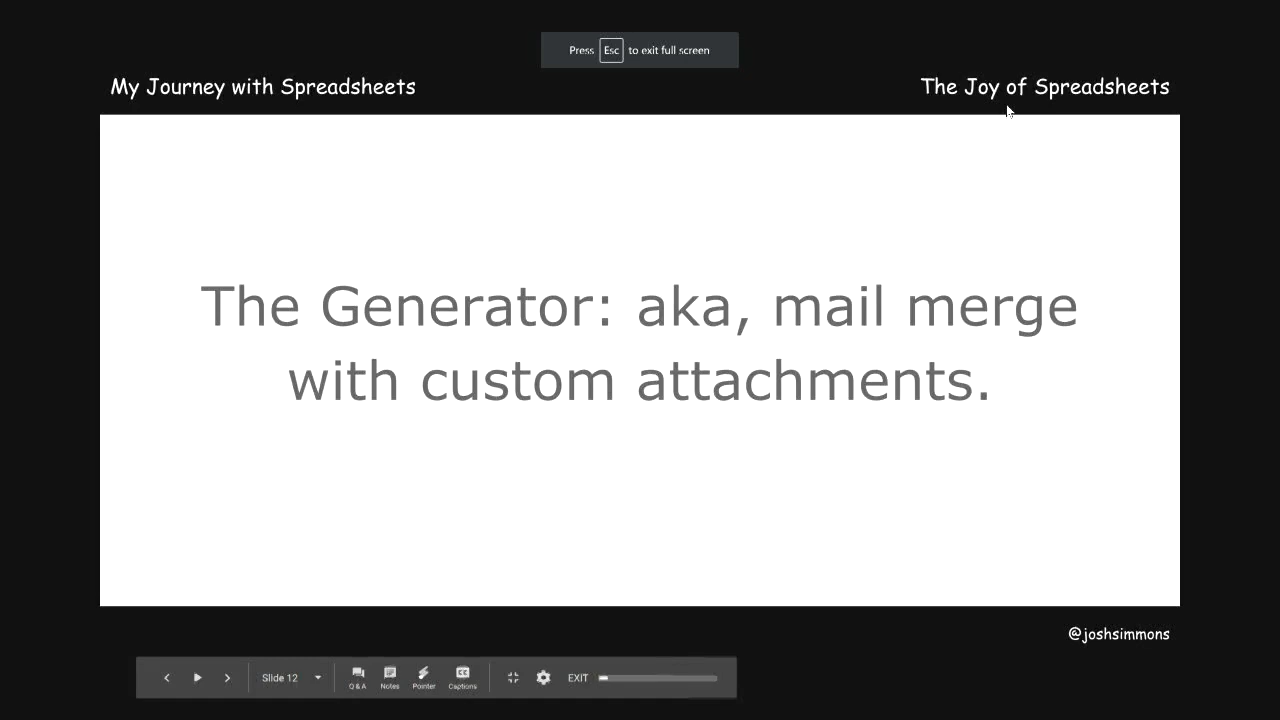 Press Esc to exit full screen
My Journey with Spreadsheets
The Joy of Spreadsheets
The Generator: aka, mail merge
with custom attachments.
@joshsimmons
Slide 12
Q & A
Notes
Pointer
CC
Captions
EXIT